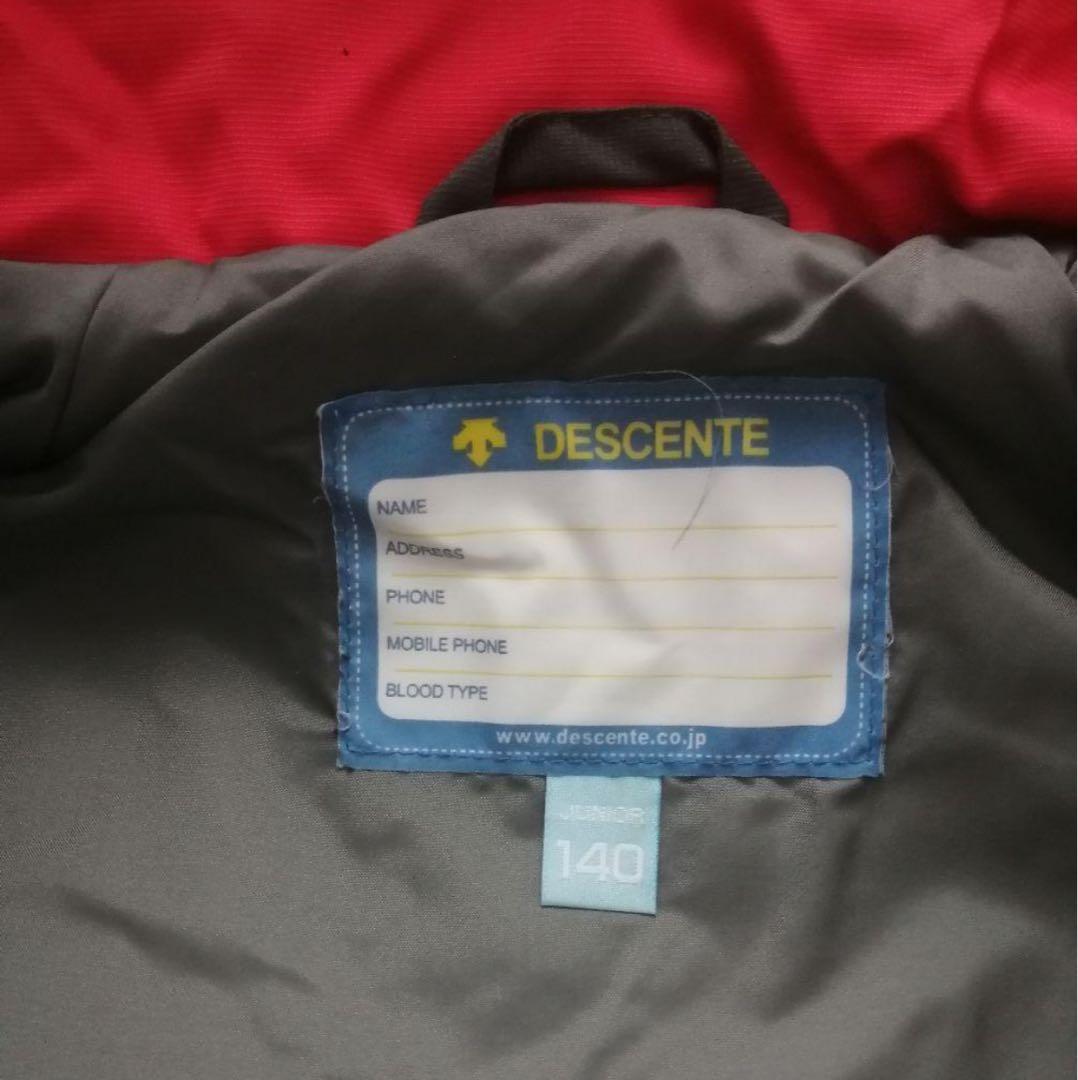 DESCENTE
NAME
ADDRESS
PHONE
MOBILE PHONE
BLOOD TYPE
www.descente.co.jp
JUNIOR
140